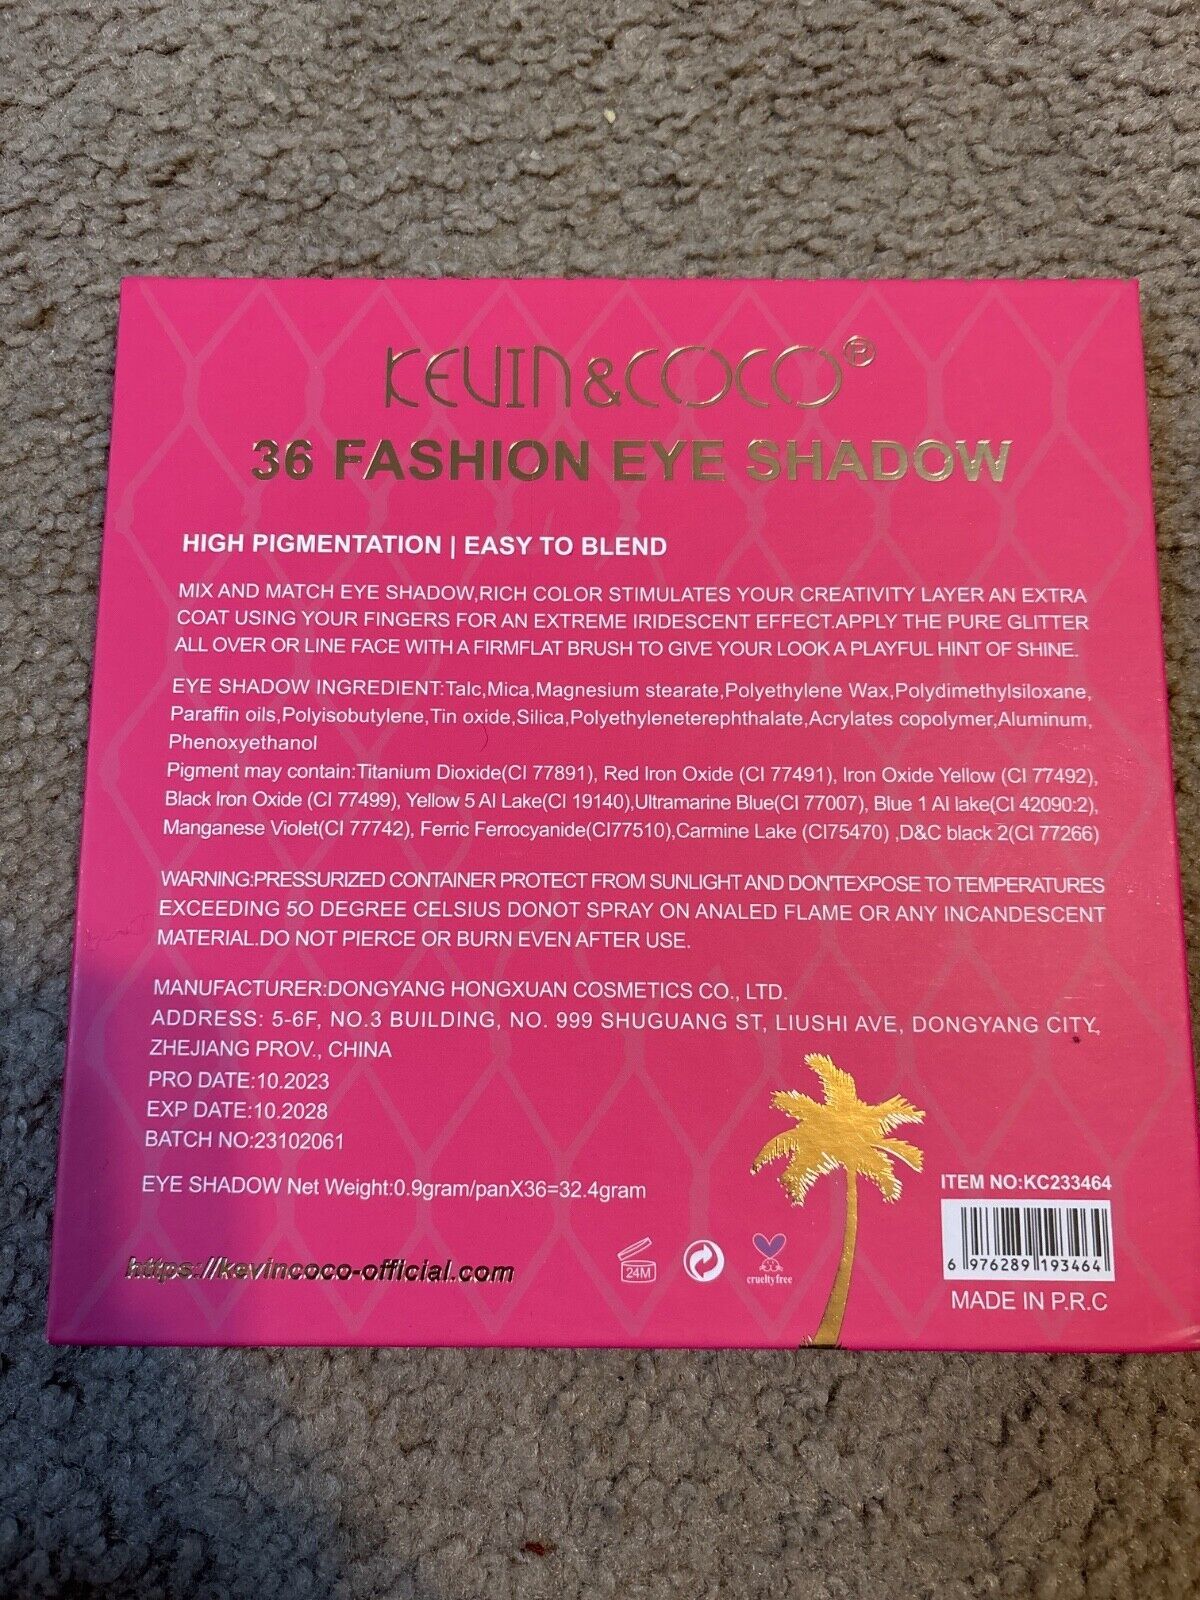 KEVIN&COCO®
36 FASHION EYE SHADOW
HIGH PIGMENTATION | EASY TO BLEND
MIX AND MATCH EYE SHADOW,RICH COLOR STIMULATES YOUR CREATIVITY LAYER AN EXTRA
COAT USING YOUR FINGERS FOR AN EXTREME IRIDESCENT EFFECT.APPLY THE PURE GLITTER
ALL OVER OR LINE FACE WITH A FIRMFLAT BRUSH TO GIVE YOUR LOOK A PLAYFUL HINT OF SHINE.
EYE SHADOW INGREDIENT:Talc,Mica,Magnesium stearate,Polyethylene Wax,Polydimethylsiloxane,
Paraffin oils,Polyisobutylene,Tin oxide,Silica,Polyethyleneterephthalate,Acrylates copolymer,Aluminum,
Phenoxyethanol
Pigment may contain:Titanium Dioxide(CI 77891), Red Iron Oxide (CI 77491), Iron Oxide Yellow (CI 77492),
Black Iron Oxide (CI 77499), Yellow 5 Al Lake(CI 19140),Ultramarine Blue(CI 77007), Blue 1 Al lake(CI 42090:2),
Manganese Violet(CI 77742), Ferric Ferrocyanide(CI77510),Carmine Lake (CI75470) ,D&C black 2(CI 77266)
WARNING:PRESSURIZED CONTAINER PROTECT FROM SUNLIGHT AND DON'TEXPOSE TO TEMPERATURES
EXCEEDING 5O DEGREE CELSIUS DONOT SPRAY ON ANALED FLAME OR ANY INCANDESCENT
MATERIAL.DO NOT PIERCE OR BURN EVEN AFTER USE.
MANUFACTURER:DONGYANG HONGXUAN COSMETICS CO., LTD.
ADDRESS: 5-6F, NO.3 BUILDING, NO. 999 SHUGUANG ST, LIUSHI AVE, DONGYANG CITY,
ZHEJIANG PROV., CHINA
PRO DATE:10.2023
EXP DATE:10.2028
BATCH NO:23102061
EYE SHADOW Net Weight:0.9gram/panX36=32.4gram
ITEM NO:KC233464
https://kevincoco-official.com
24M
crueltyfree
6 976289 193464
MADE IN P.R.C